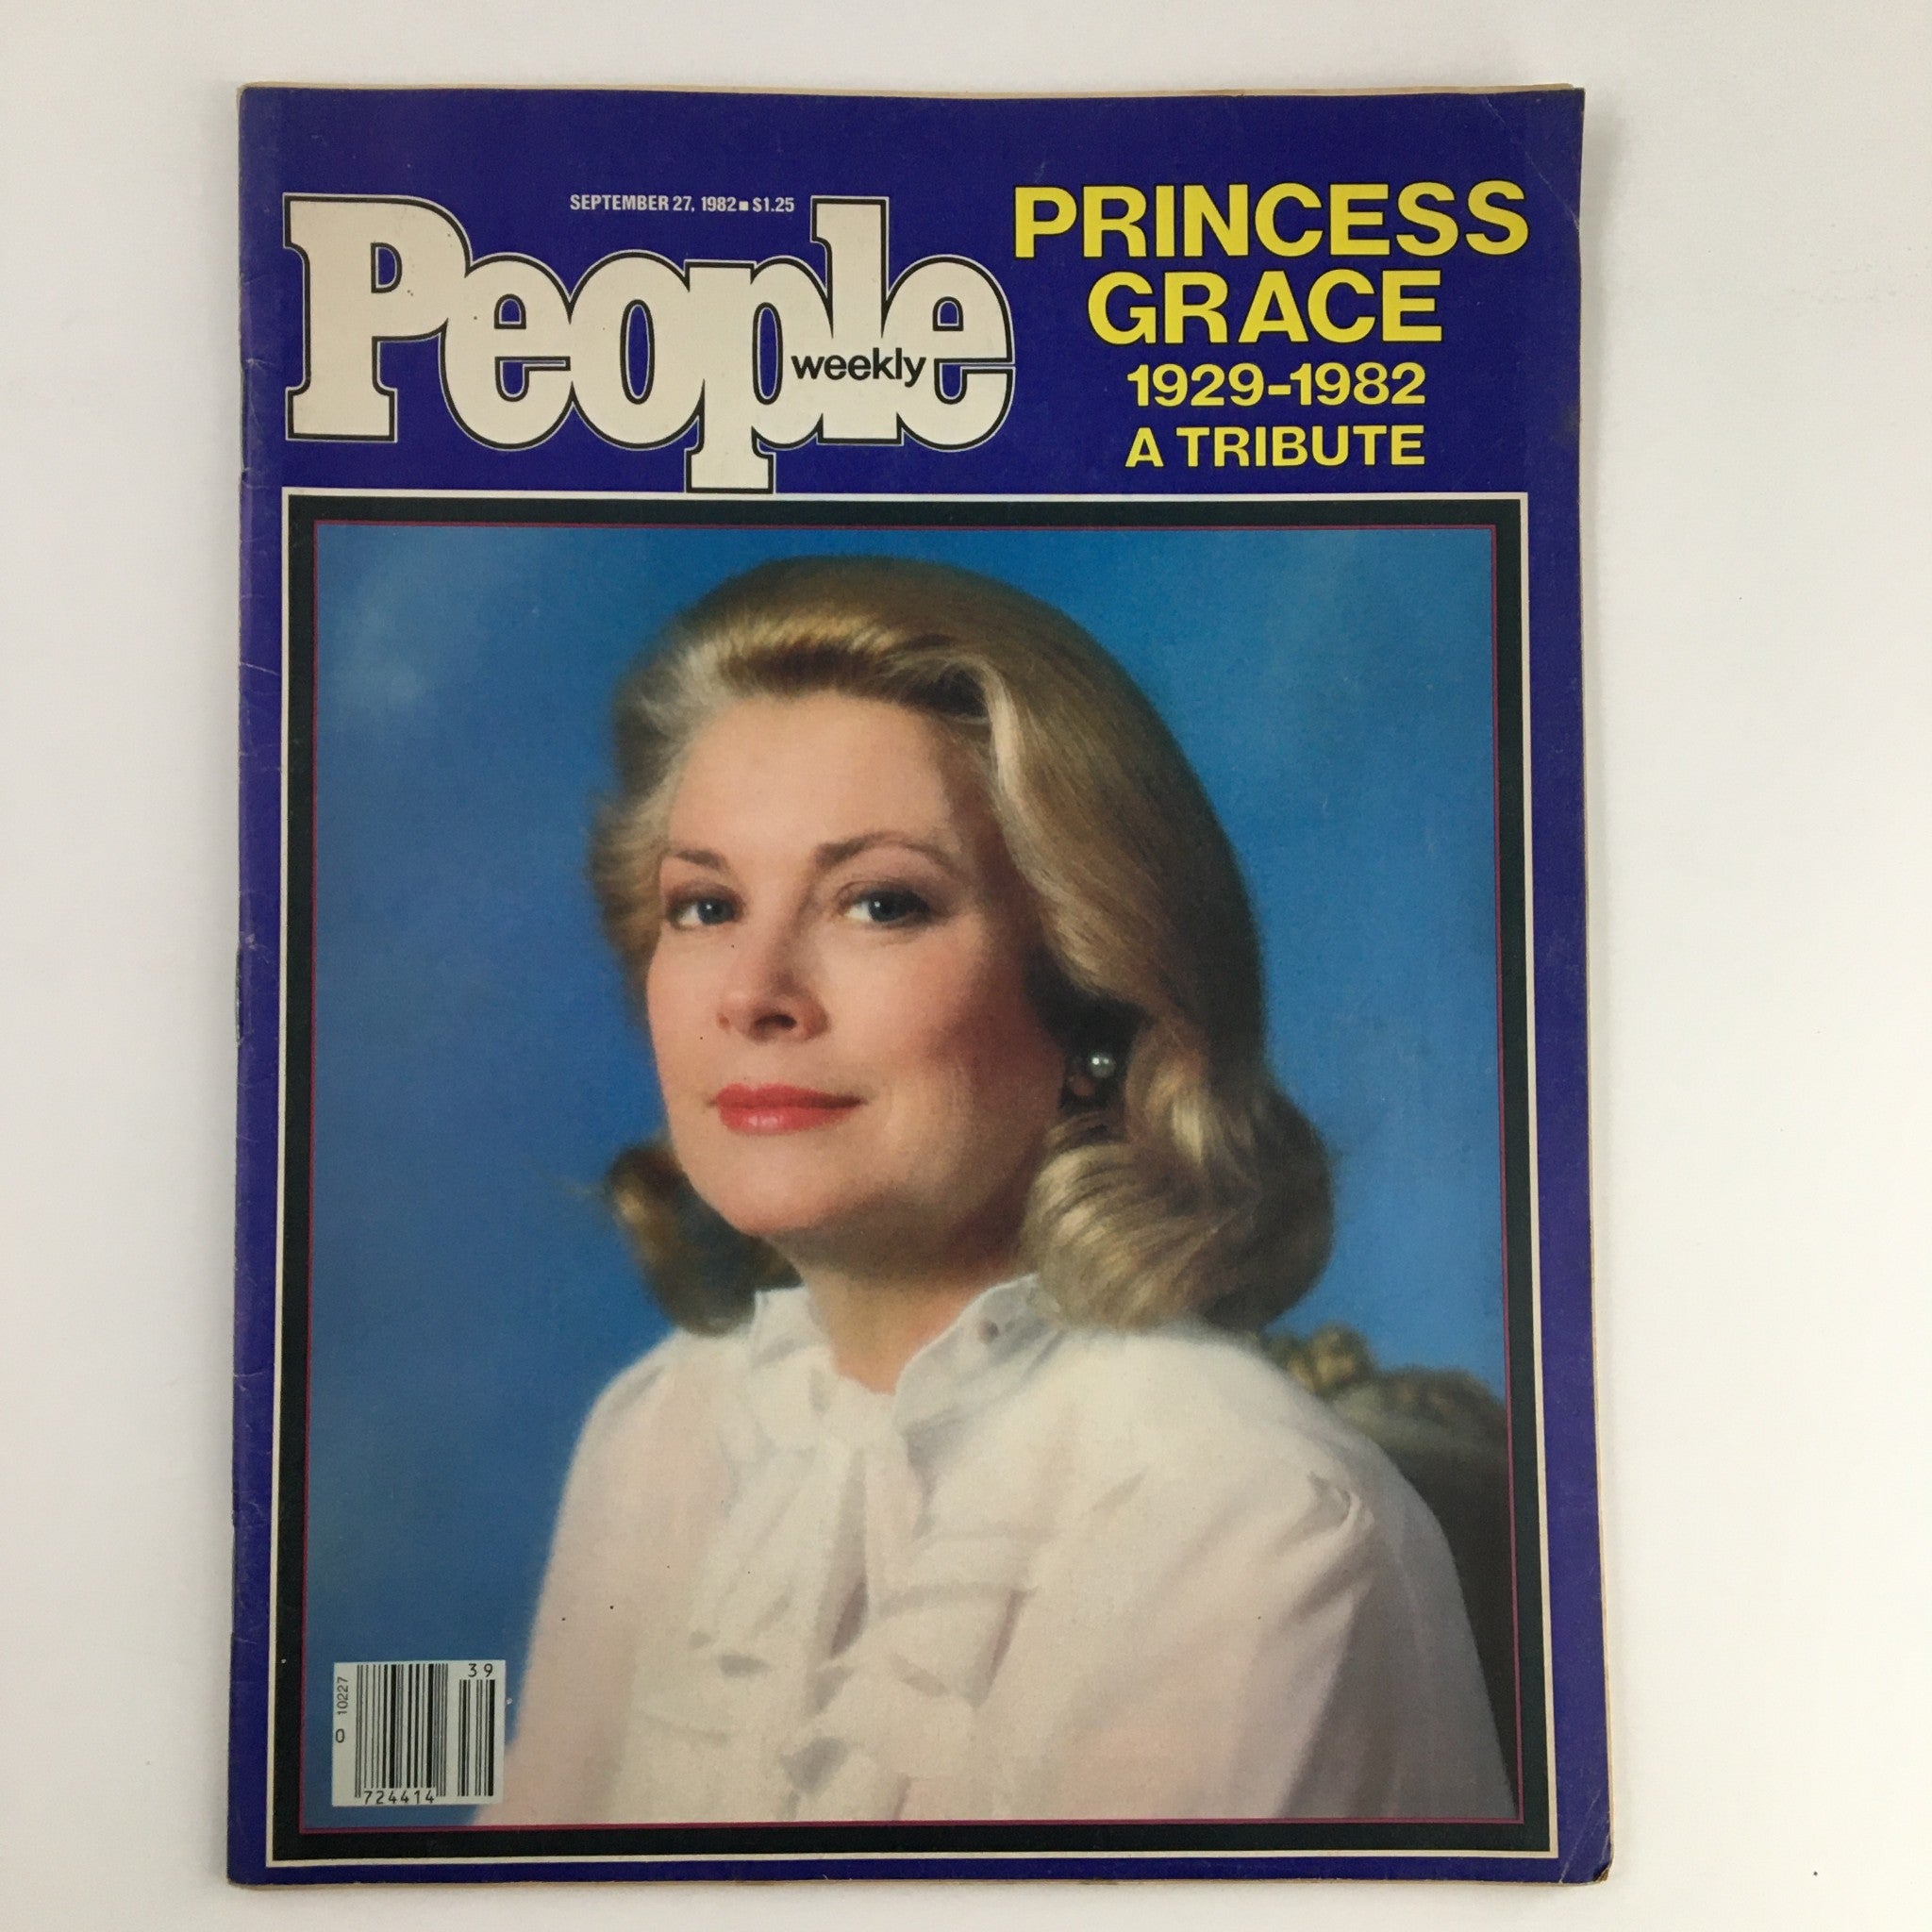 SEPTEMBER 27, 1982 ■ $1.25
People
weekly
PRINCESS
GRACE
1929-1982
A TRIBUTE
39
0 10227
724414